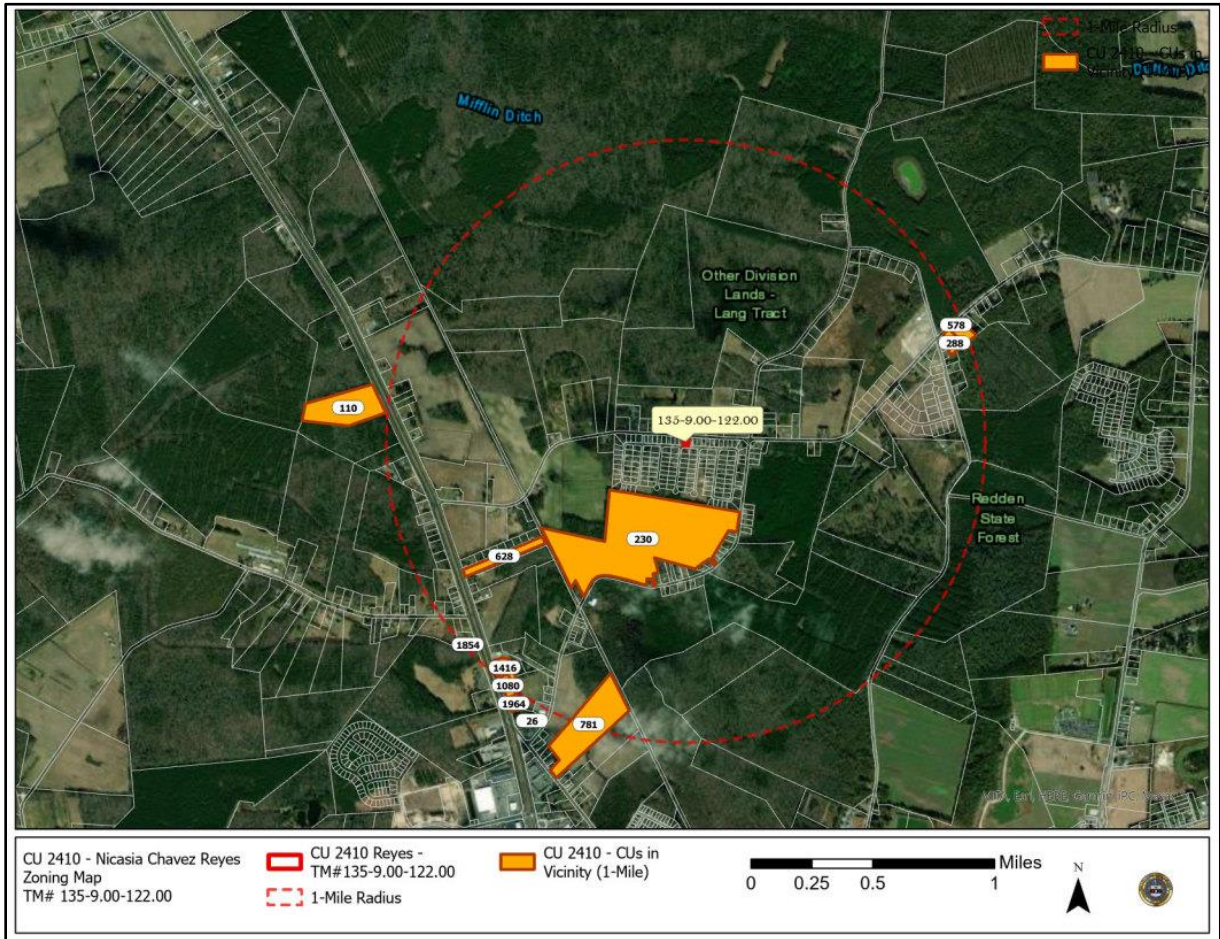 1-Mile Radius
CU 2410 - CUs in
Vicinity
Mifflin Ditch
Other Division
Lands -
Lang Tract
578
288
110
135-9.00-122.00
Redden
State
Forest
230
628
1854
1416
1080
1964
26
781
CU 2410 - Nicasia Chavez Reyes
Zoning Map
TM# 135-9.00-122.00
CU 2410 Reyes -
TM#135-9.00-122.00
1-Mile Radius
CU 2410 - CUs in
Vicinity (1-Mile)
Miles
0 0.25 0.5 1
N